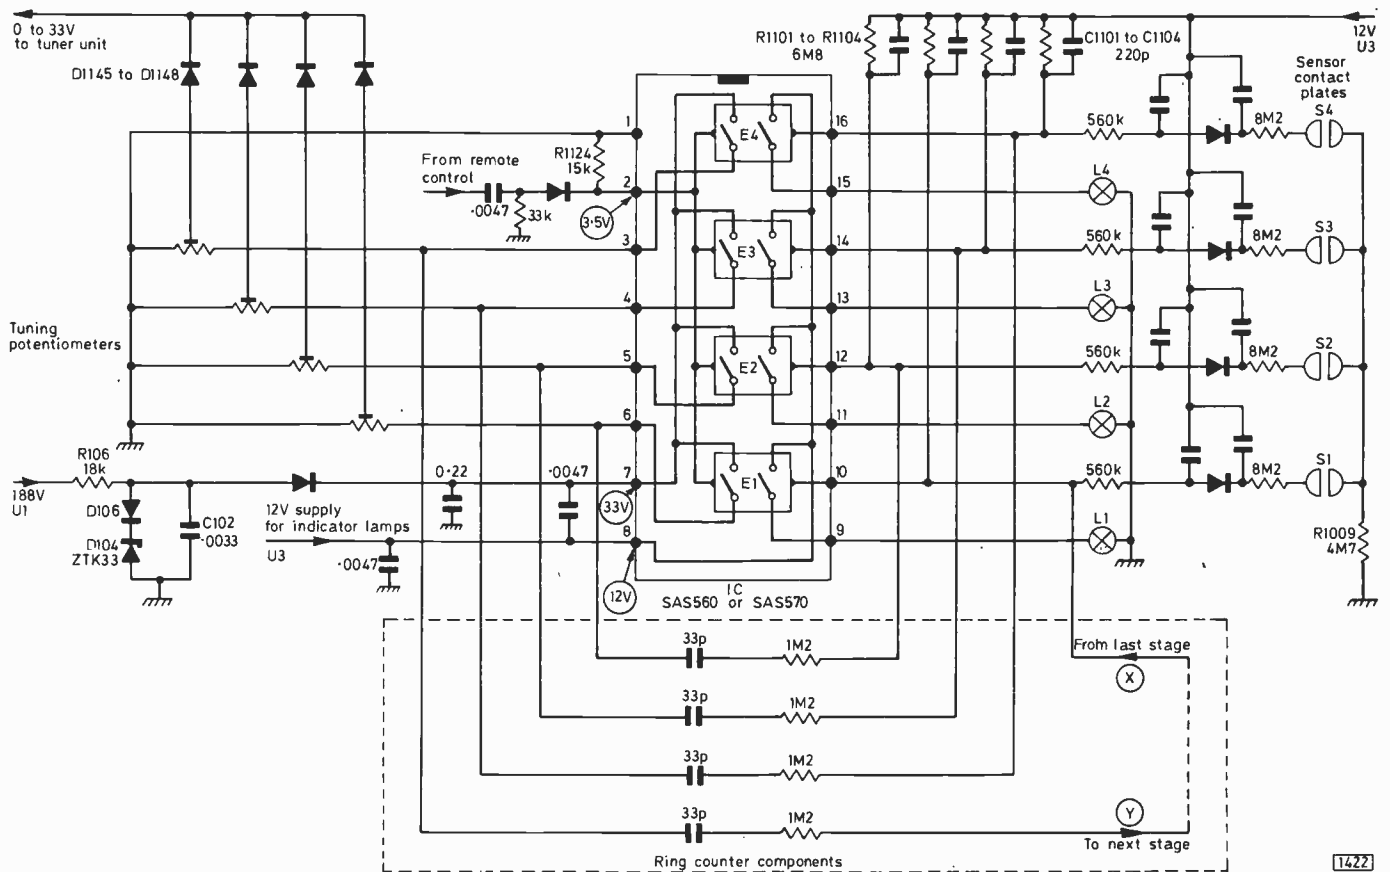 0 to 33V
to tuner unit
D1145 to D1148
R1101 to R1104
6M8
C1101 to C1104
220p
12V
U3
Sensor
contact
plates
S4
1
E4
16
560k
8M2
R1124
15k
From remote
control
2
15
L4
·0047
33k
3·5V
S3
3
E3
14
560k
8M2
4
13
L3
Tuning
potentiometers
S2
5
E2
12
560k
8M2
6
11
L2
R106
18k
S1
188V
U1
0·22
·0047
7
E1
10
560k
8M2
D106
33V
12V supply
for indicator lamps
C102
·0033
L1
D104
ZTK33
U3
8
9
R1009
4M7
·0047
12V
IC
SAS560 or SAS570
33p
1M2
From last stage
X
33p
1M2
33p
1M2
33p
1M2
Y
To next stage
Ring counter components
1422